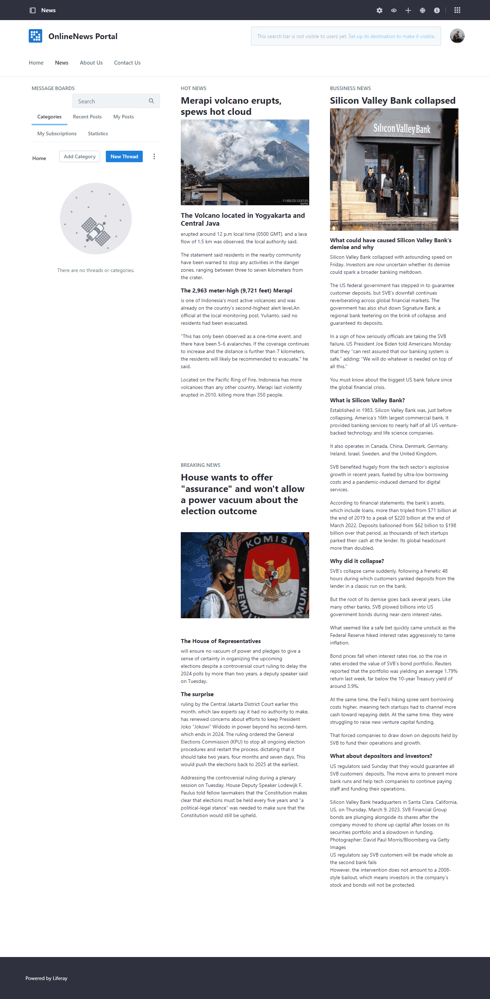 News
OnlineNews Portal
This search bar is not visible to users yet. Set up its destination to make it visible.
Home
News
About Us
Contact Us
MESSAGE BOARDS
Search
Categories
Recent Posts
My Posts
My Subscriptions
Statistics
Home
Add Category
New Thread
There are no threads or categories.
HOT NEWS
Merapi volcano erupts,
spews hot cloud
11/03/23 12:57:01
sumo
The Volcano located in Yogyakarta and
Central Java
erupted around 12 p.m local time (0500 GMT), and a lava
flow of 1.5 km was observed, the local authority said.
The statement said residents in the nearby community
have been warned to stop any activities in the danger
zones, ranging between three to seven kilometers from
the crater.
The 2,963 meter-high (9,721 feet) Merapi
is one of Indonesia's most active volcanoes and was
already on the country's second-highest alert level.An
official at the local monitoring post, Yulianto, said no
residents had been evacuated.
"This has only been observed as a one-time event, and
there have been 5-6 avalanches. If the coverage continues
to increase and the distance is further than 7 kilometers,
the residents will likely be recommended to evacuate," he
said.
Located on the Pacific Ring of Fire, Indonesia has more
volcanoes than any other country. Merapi last violently
erupted in 2010, killing more than 350 people.
BREAKING NEWS
House wants to offer
"assurance" and won't allow
a power vacuum about the
election outcome
KOMISI
PEMI
UMUM
The House of Representatives
will ensure no vacuum of power and pledges to give a
sense of certainty in organizing the upcoming
elections despite a controversial court ruling to delay the
2024 polls by more than two years, a deputy speaker said
on Tuesday.
The surprise
ruling by the Central Jakarta District Court earlier this
month, which law experts say it had no authority to make,
has renewed concerns about efforts to keep President
Joko “Jokowi” Widodo in power beyond his second-term,
which ends in 2024. The ruling ordered the General
Elections Commission (KPU) to stop all ongoing election
procedures and restart the process, dictating that it
should take two years, four months and seven days. This
would push the elections back to 2025 at the earliest.
Addressing the controversial ruling during a plenary
session on Tuesday, House Deputy Speaker Lodewijk F.
Paulus told fellow lawmakers that the Constitution makes
clear that elections must be held every five years and “a
political-legal stance” was needed to make sure that the
Constitution would still be upheld.
BUSSINESS NEWS
Silicon Valley Bank collapsed
Silicon Valley Bank
3003
What could have caused Silicon Valley Bank's
demise and why
Silicon Valley Bank collapsed with astounding speed on
Friday. Investors are now uncertain whether its demise
could spark a broader banking meltdown.
The US federal government has stepped in to guarantee
customer deposits, but SVB’s downfall continues
reverberating across global financial markets. The
government has also shut down Signature Bank, a
regional bank teetering on the brink of collapse, and
guaranteed its deposits.
In a sign of how seriously officials are taking the SVB
failure, US President Joe Biden told Americans Monday
that they “can rest assured that our banking system is
safe,” adding: “We will do whatever is needed on top of
all this.”
You must know about the biggest US bank failure since
the global financial crisis.
What is Silicon Valley Bank?
Established in 1983, Silicon Valley Bank was, just before
collapsing, America’s 16th largest commercial bank. It
provided banking services to nearly half of all US venture-
backed technology and life science companies.
It also operates in Canada, China, Denmark, Germany,
Ireland, Israel, Sweden, and the United Kingdom.
SVB benefited hugely from the tech sector’s explosive
growth in recent years, fueled by ultra-low borrowing
costs and a pandemic-induced demand for digital
services.
According to financial statements, the bank’s assets,
which include loans, more than tripled from $71 billion at
the end of 2019 to a peak of $220 billion at the end of
March 2022. Deposits ballooned from $62 billion to $198
billion over that period, as thousands of tech startups
parked their cash at the lender. Its global headcount
more than doubled.
Why did it collapse?
SVB’s collapse came suddenly, following a frenetic 48
hours during which customers yanked deposits from the
lender in a classic run on the bank.
But the root of its demise goes back several years. Like
many other banks, SVB plowed billions into US
government bonds during near-zero interest rates.
What seemed like a safe bet quickly came unstuck as the
Federal Reserve hiked interest rates aggressively to tame
inflation.
Bond prices fall when interest rates rise, so the rise in
rates eroded the value of SVB’s bond portfolio. Reuters
reported that the portfolio was yielding an average 1.79%
return last week, far below the 10-year Treasury yield of
around 3.9%.
At the same time, the Fed’s hiking spree sent borrowing
costs higher, meaning tech startups had to channel more
cash toward repaying debt. At the same time, they were
struggling to raise new venture capital funding.
That forced companies to draw down on deposits held by
SVB to fund their operations and growth.
What about depositors and investors?
US regulators said Sunday that they would guarantee all
SVB customers’ deposits. The move aims to prevent more
bank runs and help tech companies to continue paying
staff and funding their operations.
Silicon Valley Bank headquarters in Santa Clara, California,
US, on Thursday, March 9, 2023. SVB Financial Group
bonds are plunging alongside its shares after the
company moved to shore up capital after losses on its
securities portfolio and a slowdown in funding.
Photographer: David Paul Morris/Bloomberg via Getty
Images
US regulators say SVB customers will be made whole as
the second bank fails
However, the intervention does not amount to a 2008-
style bailout, which means investors in the company’s
stock and bonds will not be protected.
Powered by Liferay